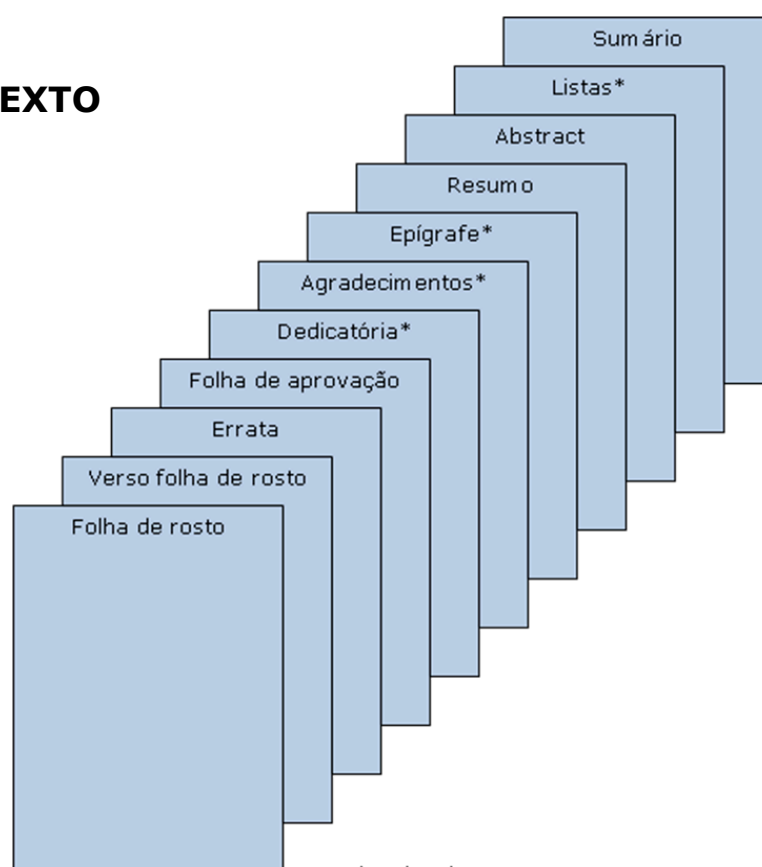 Sumário
Listas*
EXTO
Abstract
Resumo
Epígrafe*
Agradecimentos*
Dedicatória*
Folha de aprovação
Errata
Verso folha de rosto
Folha de rosto